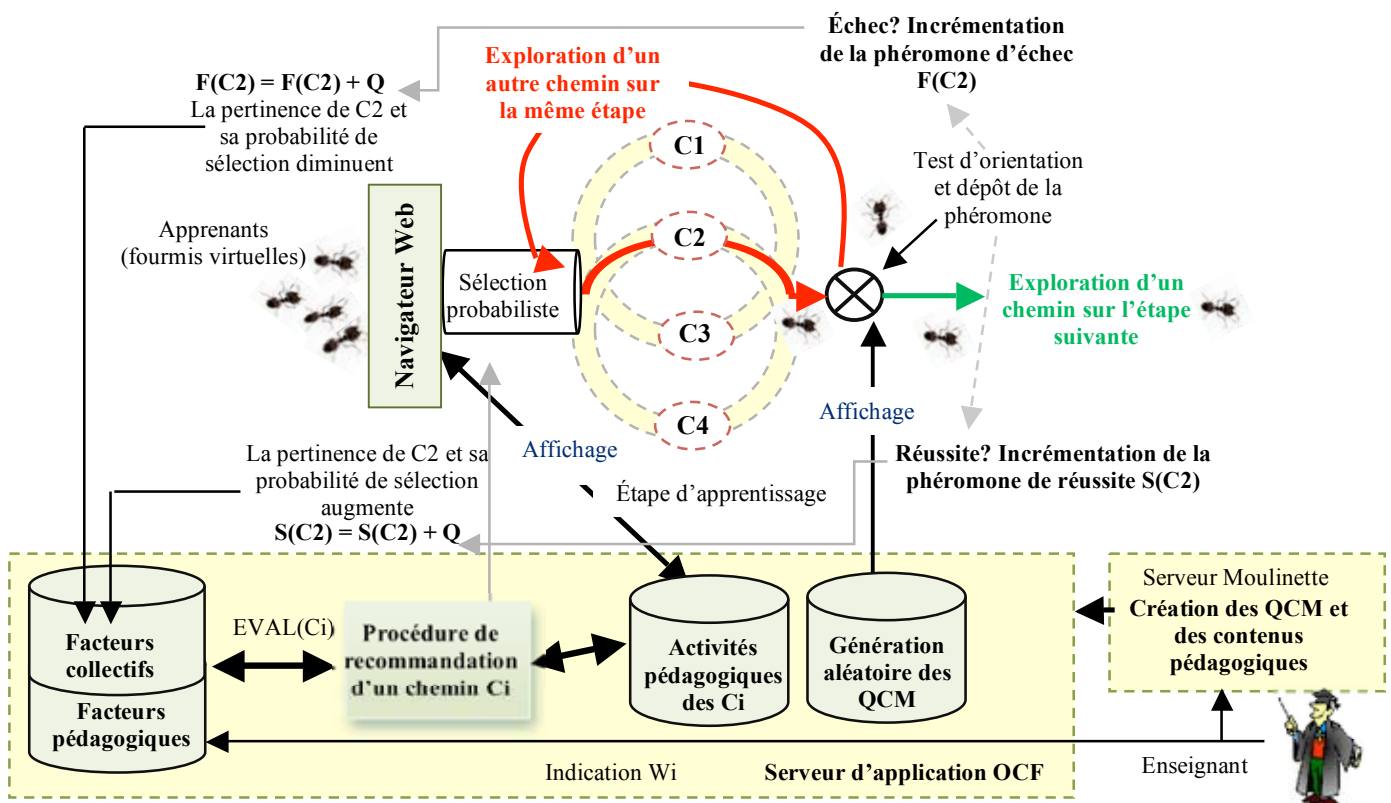 Échec? Incrémentation
de la phéromone d'échec
F(C2)
Exploration d'un
autre chemin sur
la même étape
F(C2) = F(C2) + Q
La pertinence de C2 et
sa probabilité de
sélection diminuent
C1
Test d'orientation
et dépôt de la
phéromone
Apprenants
(fourmis virtuelles)
Navigateur Web
Sélection
probabiliste
C2
C3
C4
Exploration d'un
chemin sur l'étape
suivante
Affichage
Affichage
La pertinence de C2 et sa
probabilité de sélection
augmente
S(C2) = S(C2) + Q
Étape d'apprentissage
Réussite? Incrémentation de la
phéromone de réussite S(C2)
Facteurs
collectifs
Facteurs
pédagogiques
EVAL(Ci)
Procédure de
recommandation
d'un chemin Ci
Activités
pédagogiques
des Ci
Génération
aléatoire des
QCM
Serveur Moulinette
Création des QCM et
des contenus
pédagogiques
Indication Wi
Serveur d'application OCF
Enseignant